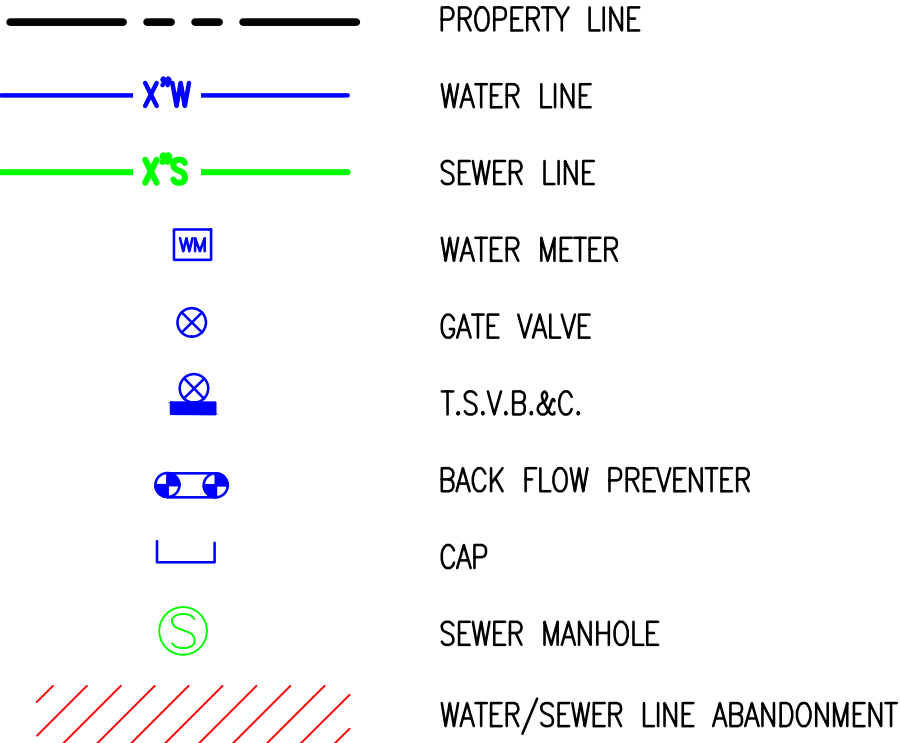 PROPERTY LINE
X"W WATER LINE
X"S SEWER LINE
WM WATER METER
GATE VALVE
T.S.V.B.&C.
BACK FLOW PREVENTER
CAP
S SEWER MANHOLE
WATER/SEWER LINE ABANDONMENT